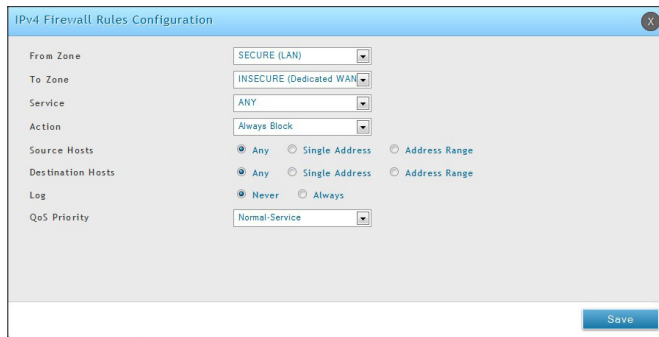 IPv4 Firewall Rules Configuration
X
From Zone SECURE (LAN)
To Zone INSECURE (Dedicated WAN
Service ANY
Action Always Block
Source Hosts Any Single Address Address Range
Destination Hosts Any Single Address Address Range
Log Never Always
QoS Priority Normal-Service
Save